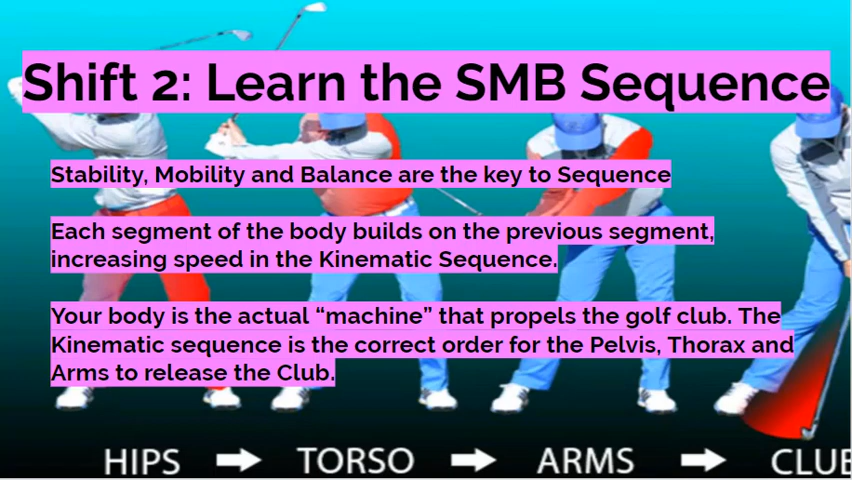 Shift 2: Learn the SMB Sequence
Stability, Mobility and Balance are the key to Sequence
Each segment of the body builds on the previous segment,
increasing speed in the Kinematic Sequence.
Your body is the actual “machine” that propels the golf club. The
Kinematic sequence is the correct order for the Pelvis, Thorax and
Arms to release the Club.
HIPS TORSO ARMS CLUB